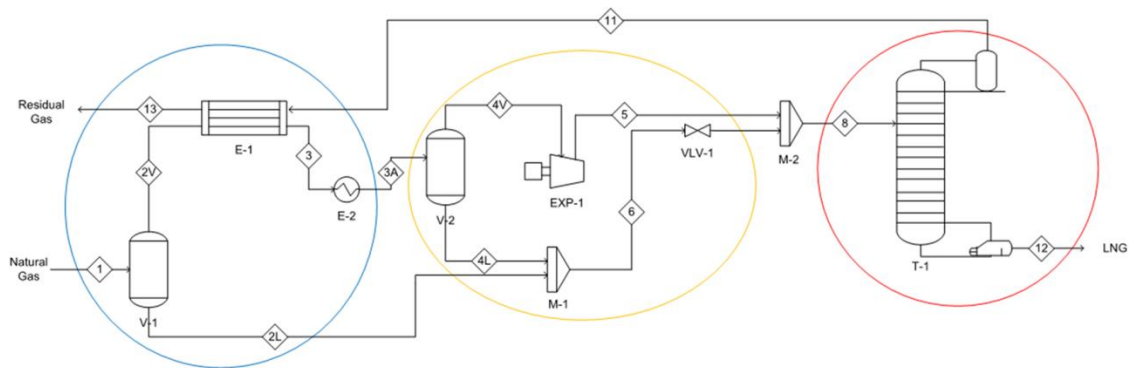 11
Residual
Gas
13
E-1
2V
3
E-2
3A
4V
5
V-2
EXP-1
VLV-1
M-2
8
6
Natural
Gas
1
V-1
4L
M-1
2L
T-1
12
LNG